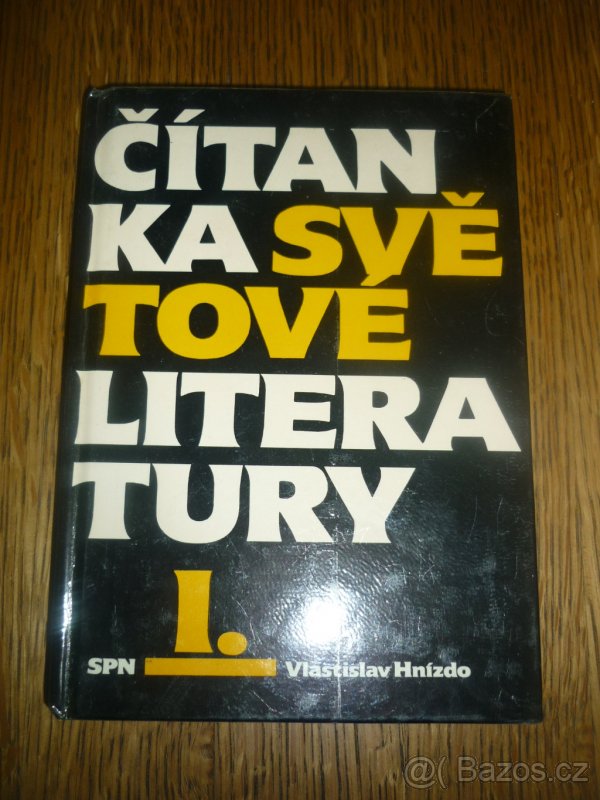 ČÍTAN
KA SVĚ
TOVÉ
LITERA
TURY
I.
SPN Vlastislav Hnízdo
@( Bazos.cz